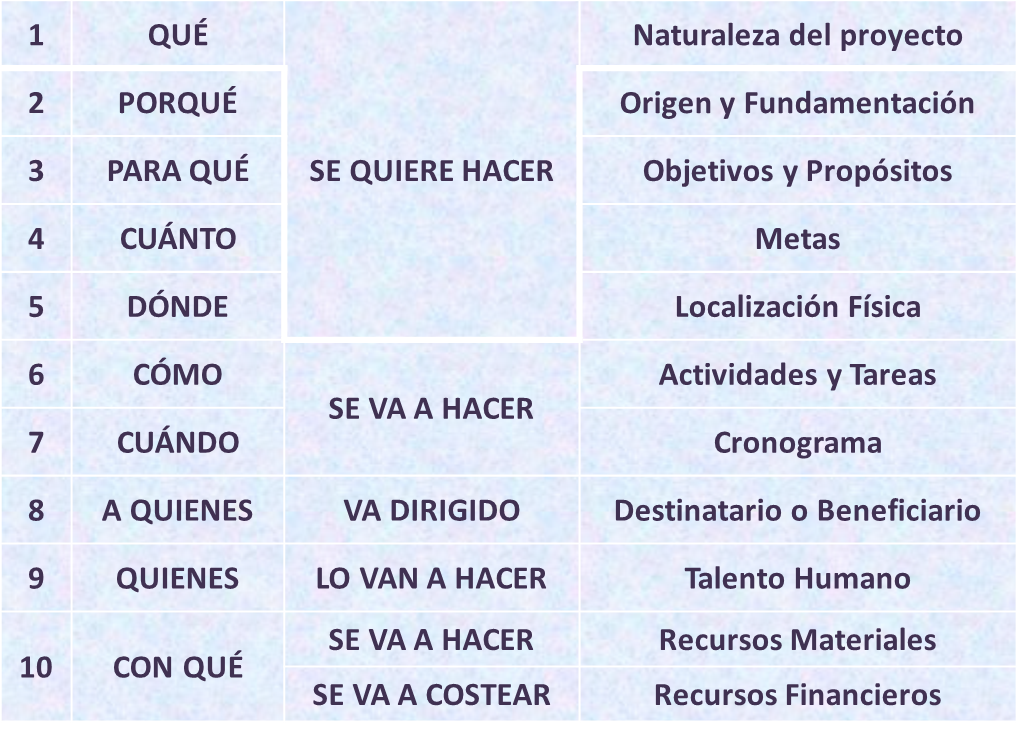 1 QUÉ Naturaleza del proyecto
2 PORQUÉ Origen y Fundamentación
3 PARA QUÉ SE QUIERE HACER Objetivos y Propósitos
4 CUÁNTO Metas
5 DÓNDE Localización Física
6 CÓMO Actividades y Tareas
SE VA A HACER
7 CUÁNDO Cronograma
8 A QUIENES VA DIRIGIDO Destinatario o Beneficiario
9 QUIENES LO VAN A HACER Talento Humano
10 CON QUÉ SE VA A HACER Recursos Materiales
SE VA A COSTEAR Recursos Financieros